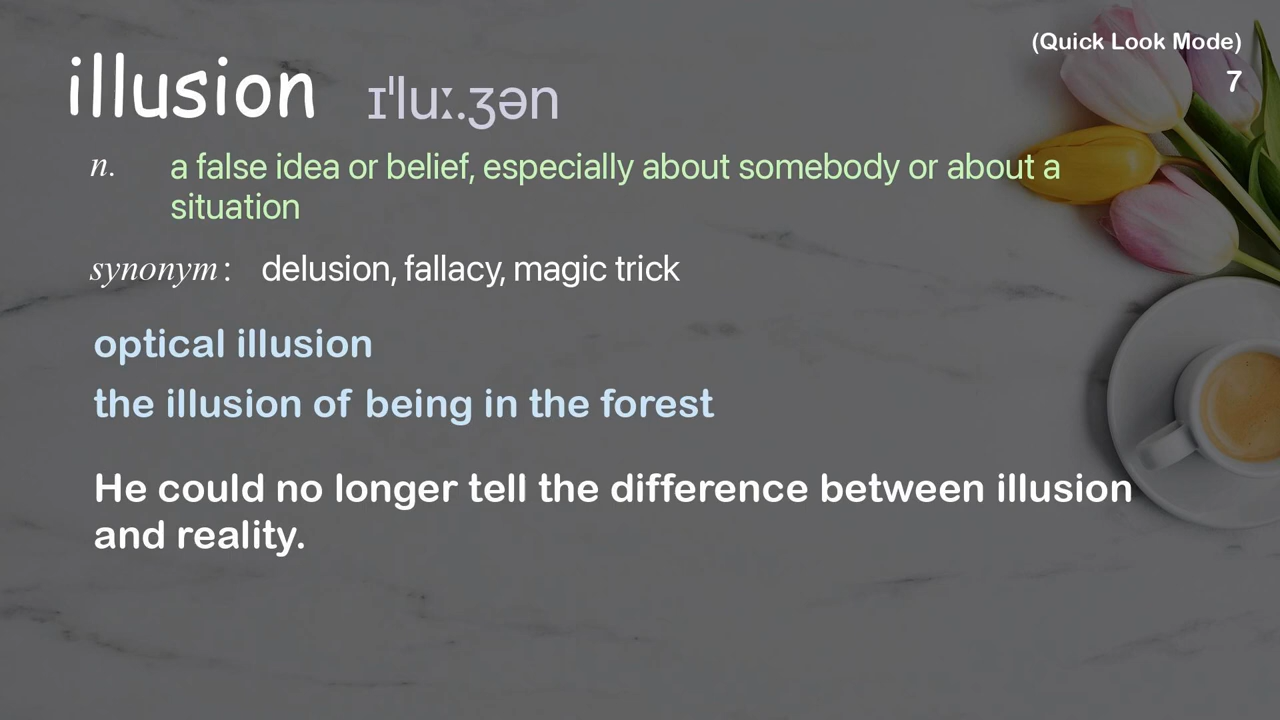 (Quick Look Mode)
7
illusion ɪˈluː.ʒən
n. a false idea or belief, especially about somebody or about a
situation
synonym: delusion, fallacy, magic trick
optical illusion
the illusion of being in the forest
He could no longer tell the difference between illusion
and reality.